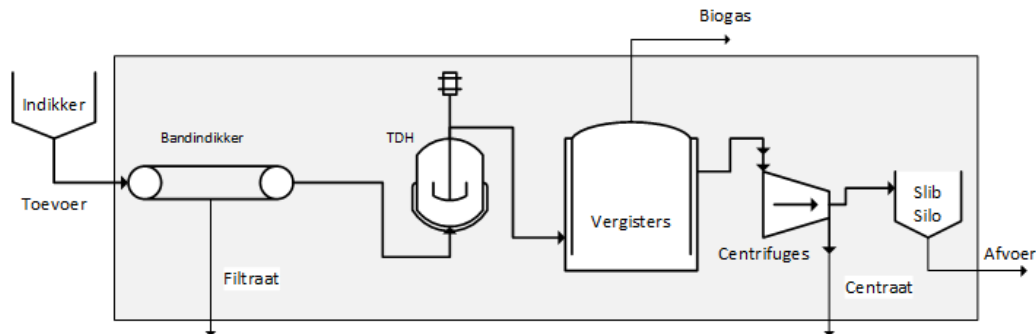 Biogas
Indikker
Bandindikker
TDH
Toevoer
Vergisters
Slib
Silo
Centrifuges
Afvoer
Filtraat
Centraat